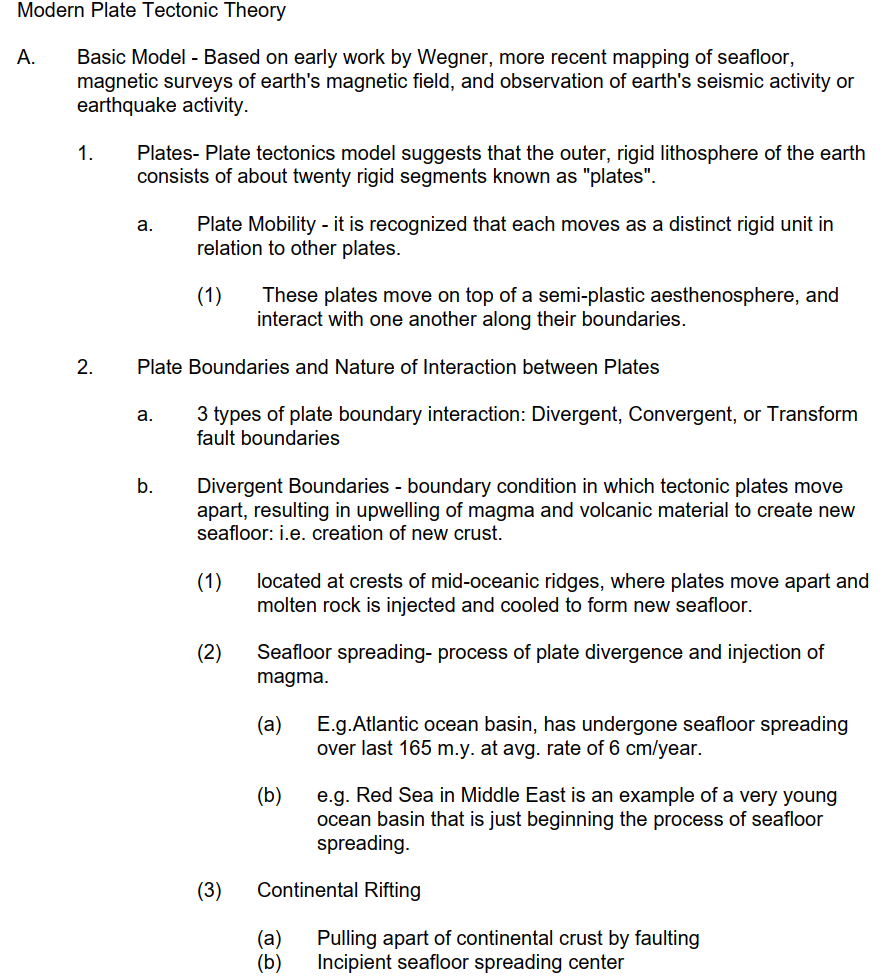 Modern Plate Tectonic Theory
A. Basic Model - Based on early work by Wegner, more recent mapping of seafloor,
magnetic surveys of earth's magnetic field, and observation of earth's seismic activity or
earthquake activity.
1. Plates- Plate tectonics model suggests that the outer, rigid lithosphere of the earth
consists of about twenty rigid segments known as "plates".
a. Plate Mobility - it is recognized that each moves as a distinct rigid unit in
relation to other plates.
(1) These plates move on top of a semi-plastic aesthenosphere, and
interact with one another along their boundaries.
2. Plate Boundaries and Nature of Interaction between Plates
a. 3 types of plate boundary interaction: Divergent, Convergent, or Transform
fault boundaries
b. Divergent Boundaries - boundary condition in which tectonic plates move
apart, resulting in upwelling of magma and volcanic material to create new
seafloor: i.e. creation of new crust.
(1) located at crests of mid-oceanic ridges, where plates move apart and
molten rock is injected and cooled to form new seafloor.
(2) Seafloor spreading- process of plate divergence and injection of
magma.
(a) E.g.Atlantic ocean basin, has undergone seafloor spreading
over last 165 m.y. at avg. rate of 6 cm/year.
(b) e.g. Red Sea in Middle East is an example of a very young
ocean basin that is just beginning the process of seafloor
spreading.
(3) Continental Rifting
(a) Pulling apart of continental crust by faulting
(b) Incipient seafloor spreading center